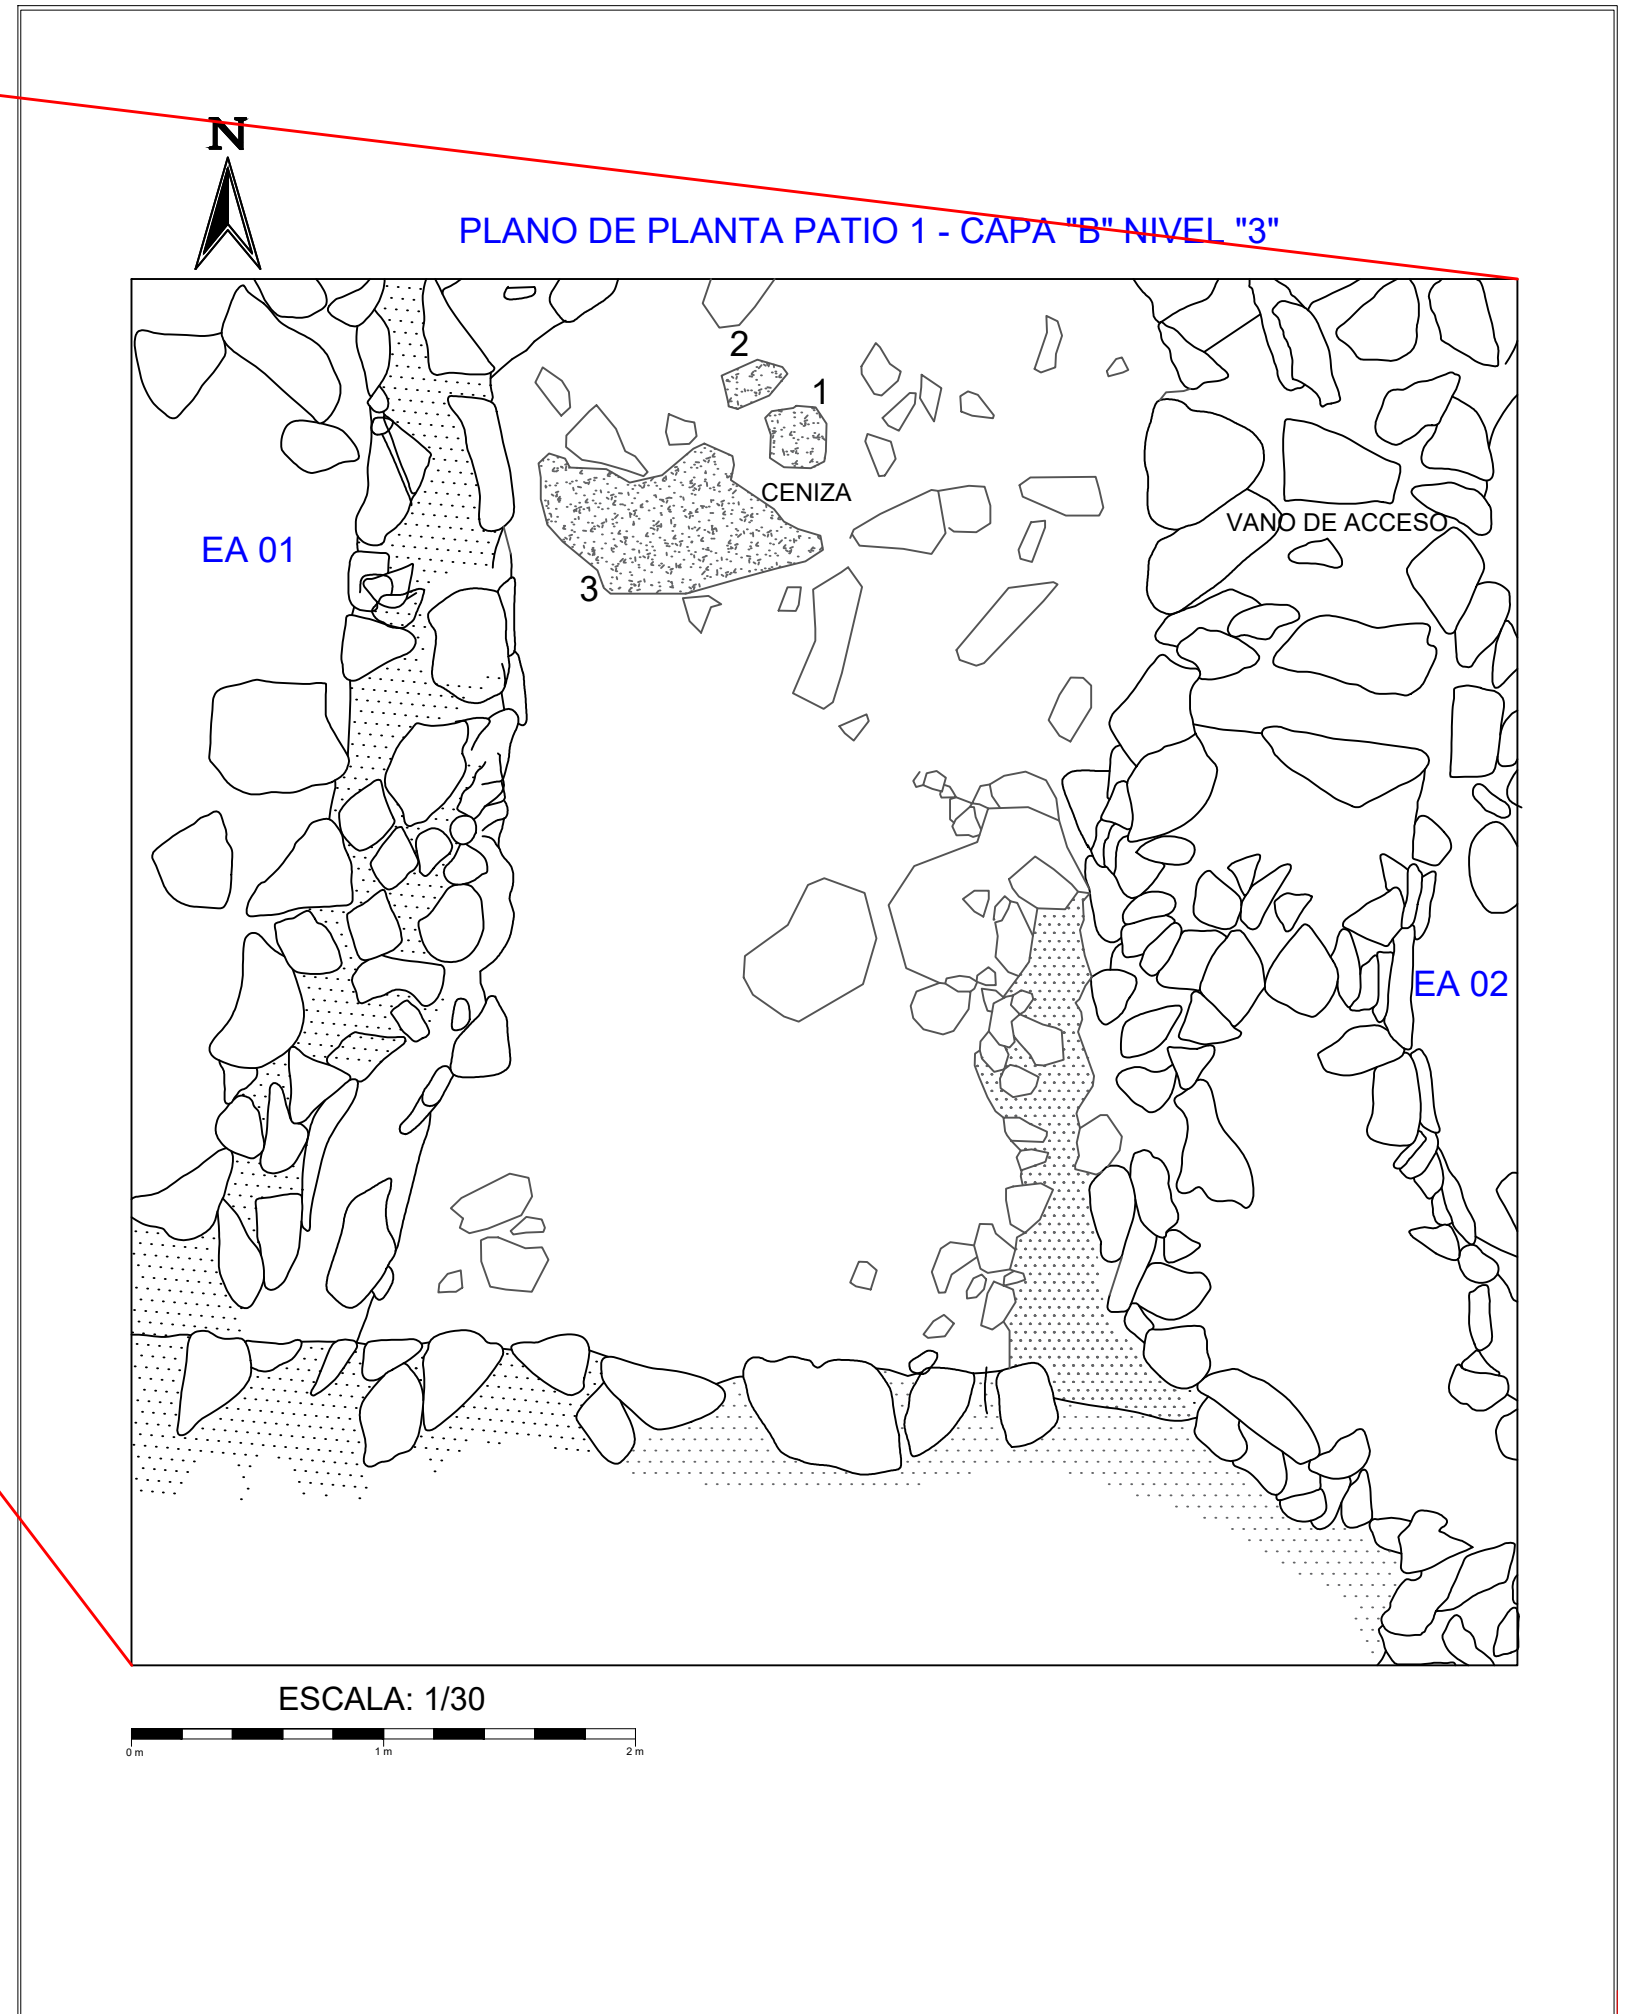 N
PLANO DE PLANTA PATIO 1 - CAPA "B" NIVEL "3"
2
1
CENIZA
VANO DE ACCESO
EA 01
3
EA 02
ESCALA: 1/30
0 m 1 m 2 m